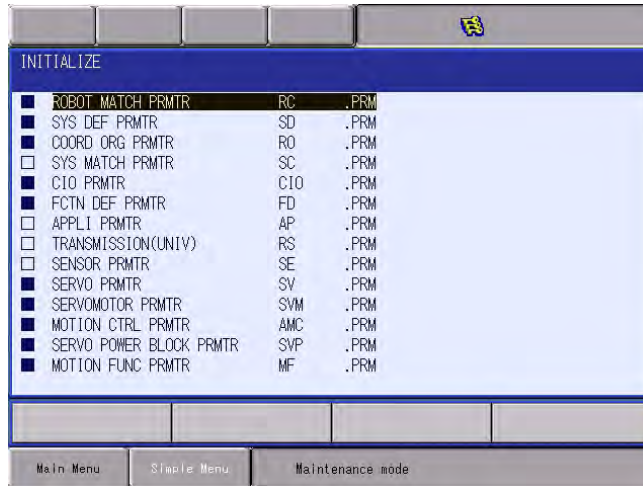 INITIALIZE
ROBOT MATCH PRMTR RC .PRM
SYS DEF PRMTR SD .PRM
COORD ORG PRMTR RO .PRM
SYS MATCH PRMTR SC .PRM
CIO PRMTR CIO .PRM
FCTN DEF PRMTR FD .PRM
APPLI PRMTR AP .PRM
TRANSMISSION(UNIV) RS .PRM
SENSOR PRMTR SE .PRM
SERVO PRMTR SV .PRM
SERVOMOTOR PRMTR SVM .PRM
MOTION CTRL PRMTR AMC .PRM
SERVO POWER BLOCK PRMTR SVP .PRM
MOTION FUNC PRMTR MF .PRM
Main Menu Simple Menu Maintenance mode